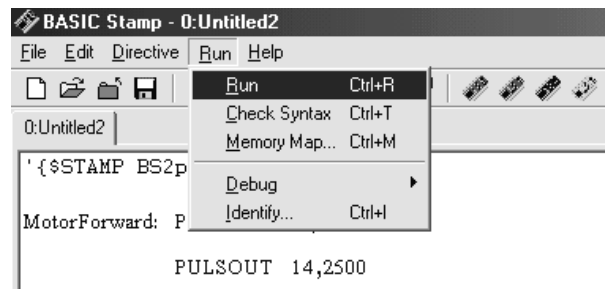 BASIC Stamp - 0:Untitled2
File Edit Directive Run Help
Run Ctrl+R
Check Syntax Ctrl+T
Memory Map... Ctrl+M
Debug
Identify... Ctrl+I
0:Untitled2
'{$STAMP BS2p
MotorForward: P
PULSOUT 14,2500